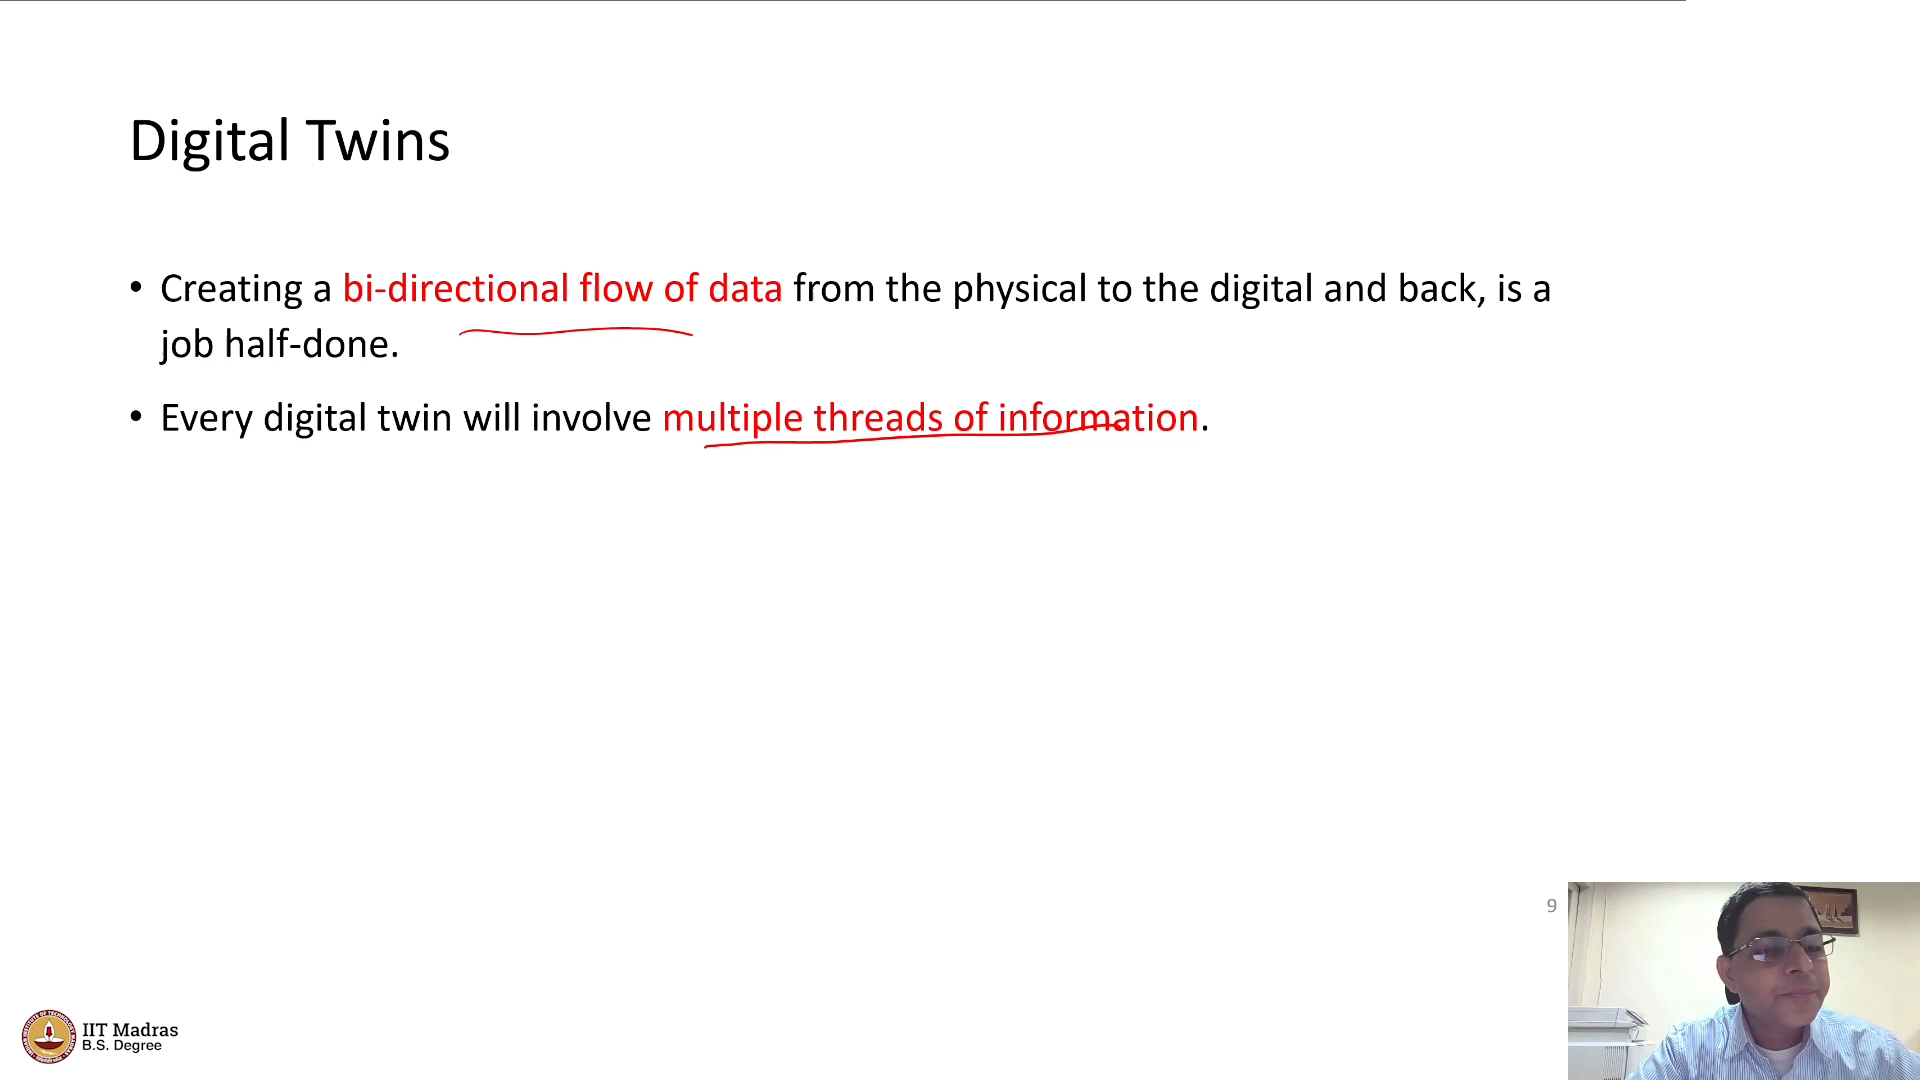 Digital Twins
• Creating a bi-directional flow of data from the physical to the digital and back, is a
job half-done.
• Every digital twin will involve multiple threads of information.
9
IIT Madras
B.S. Degree